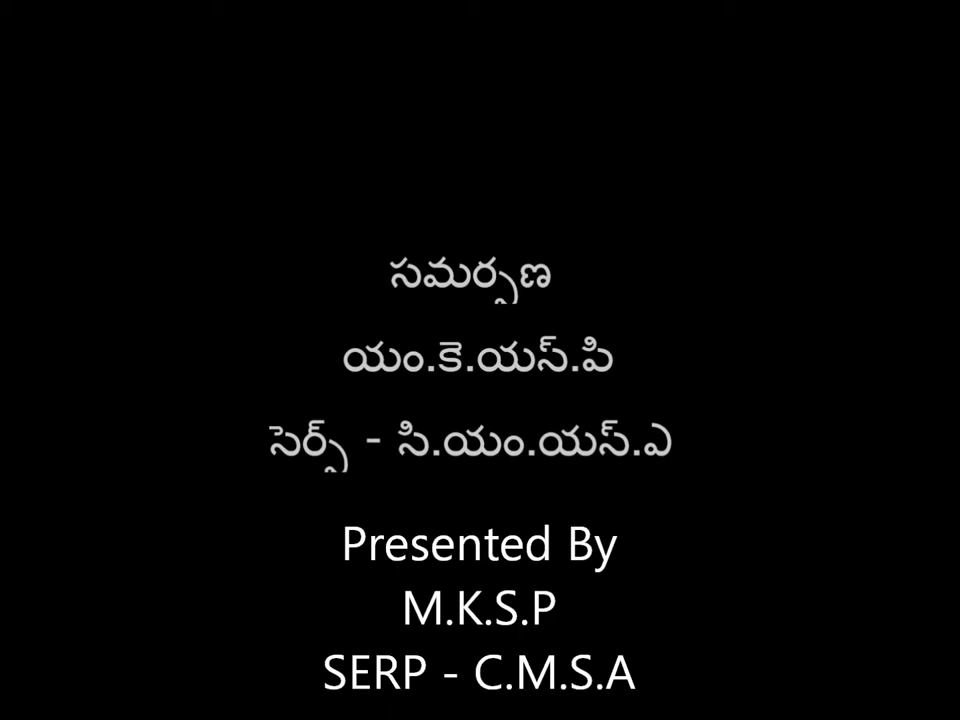 సమర్పణ
యం.కె.యస్.పి
సెర్ప్ - సి.యం.యస్.ఎ
Presented By
M.K.S.P
SERP - C.M.S.A